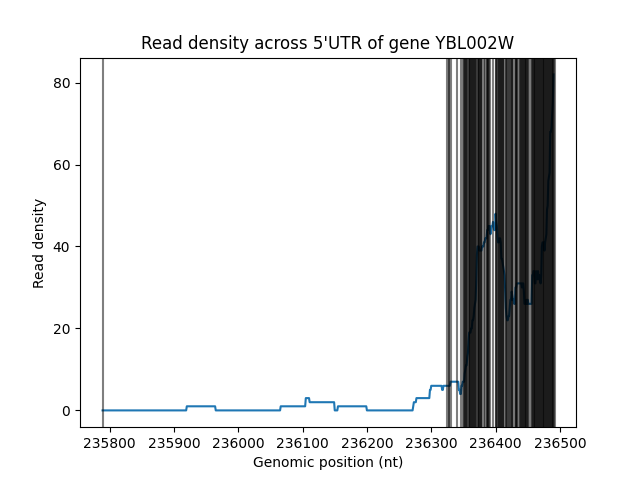 Read density across 5'UTR of gene YBL002W
Read density
80
60
40
20
0
235800 235900 236000 236100 236200 236300 236400 236500
Genomic position (nt)